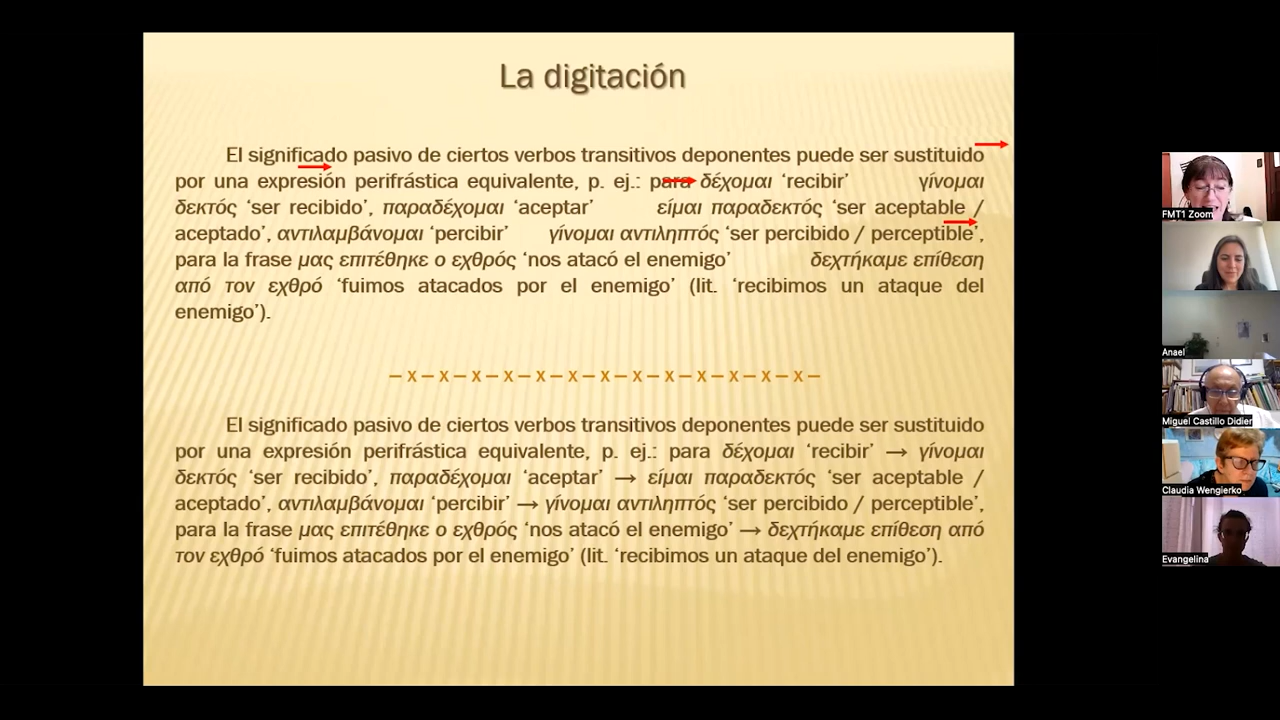 La digitación
El significado pasivo de ciertos verbos transitivos deponentes puede ser sustituido
por una expresión perifrástica equivalente, p. ej.: para δέχομαι ‘recibir’ γίνομαι
δεκτός ‘ser recibido’, παραδέχομαι ‘aceptar’ είμαι παραδεκτός ‘ser aceptable /
aceptado’, αντιλαμβάνομαι ‘percibir’ γίνομαι αντιληπτός ‘ser percibido / perceptible’,
para la frase μας επιτέθηκε ο εχθρός ‘nos atacó el enemigo’ δεχτήκαμε επίθεση
από τον εχθρό ‘fuimos atacados por el enemigo’ (lit. ‘recibimos un ataque del
enemigo’).
– x – x – x – x – x – x – x – x – x – x – x – x – x –
El significado pasivo de ciertos verbos transitivos deponentes puede ser sustituido
por una expresión perifrástica equivalente, p. ej.: para δέχομαι ‘recibir’ → γίνομαι
δεκτός ‘ser recibido’, παραδέχομαι ‘aceptar’ → είμαι παραδεκτός ‘ser aceptable /
aceptado’, αντιλαμβάνομαι ‘percibir’ → γίνομαι αντιληπτός ‘ser percibido / perceptible’,
para la frase μας επιτέθηκε ο εχθρός ‘nos atacó el enemigo’ → δεχτήκαμε επίθεση από
τον εχθρό ‘fuimos atacados por el enemigo’ (lit. ‘recibimos un ataque del enemigo’).
FMT1 Zoom
Anael
Miguel Castillo Didier
Claudia Wengierko
Evangelina